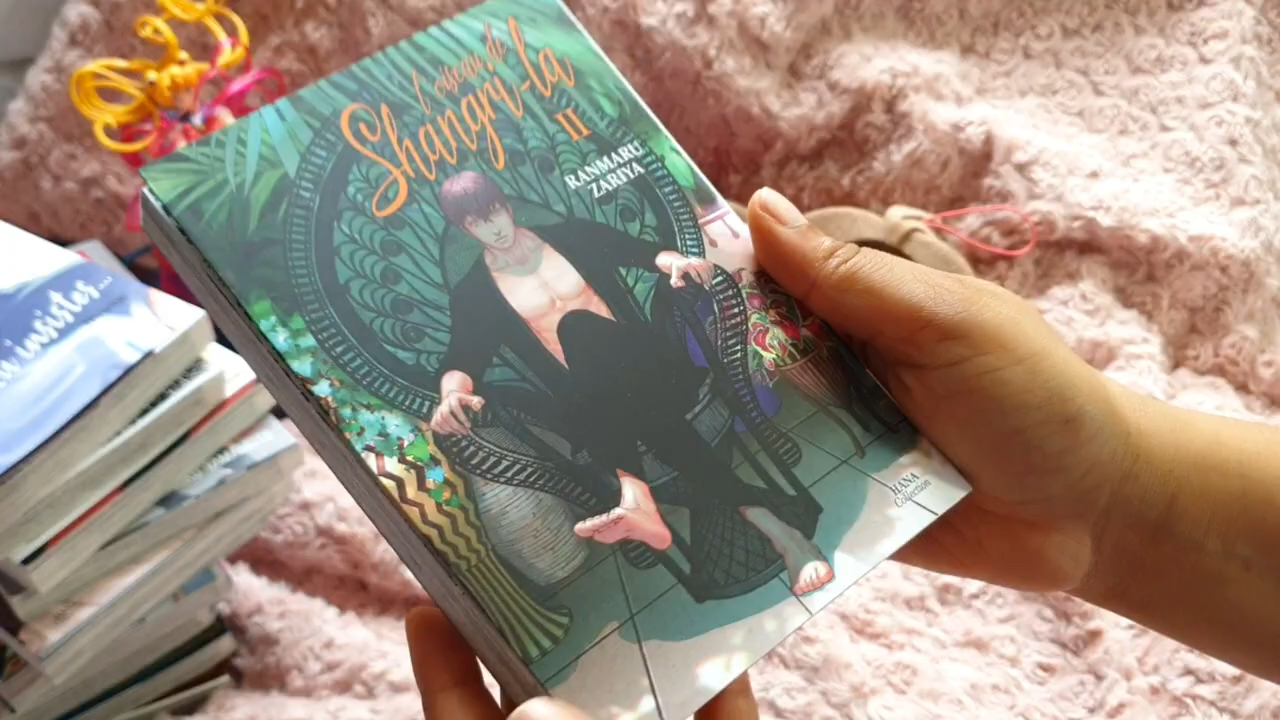 l'oiseau de
Shangri-la
II
RANMARU
ZARIYA
HANA
Collection
insistes...